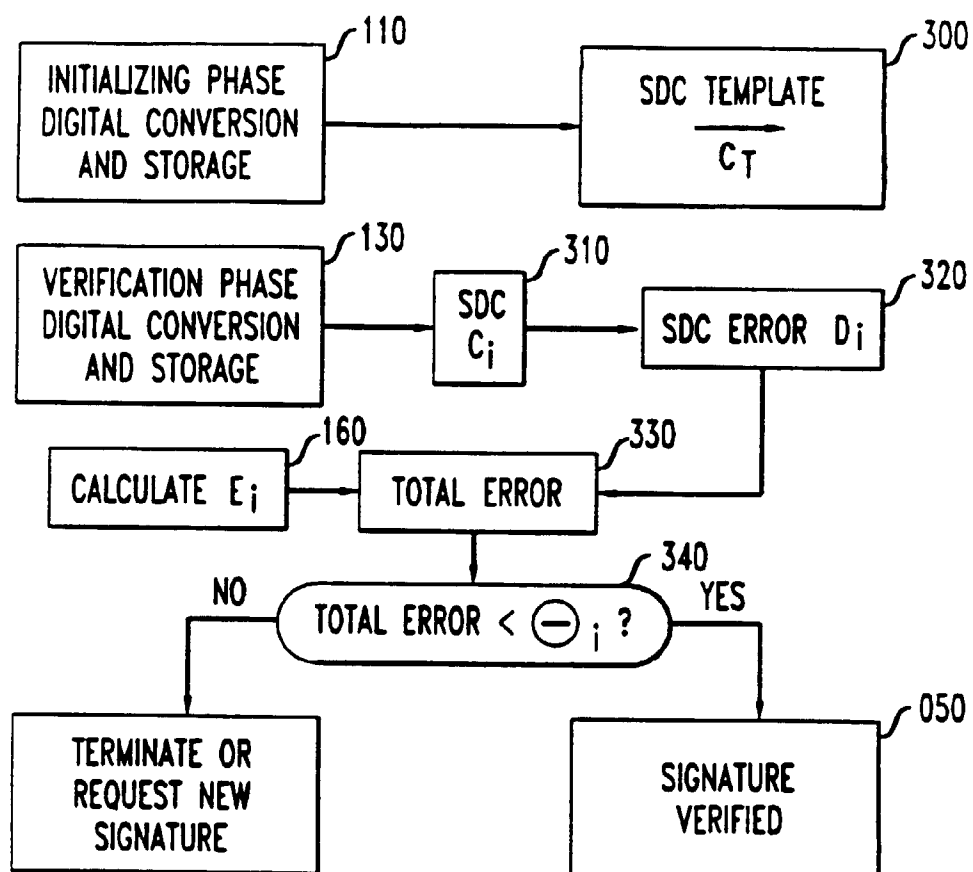 110
INITIALIZING PHASE
DIGITAL CONVERSION
AND STORAGE
300
SDC TEMPLATE
C_T
130
VERIFICATION PHASE
DIGITAL CONVERSION
AND STORAGE
310
SDC
C_i
320
SDC ERROR D_i
160
CALCULATE E_i
330
TOTAL ERROR
340
TOTAL ERROR < Θ_i ?
NO
YES
TERMINATE OR
REQUEST NEW
SIGNATURE
050
SIGNATURE
VERIFIED